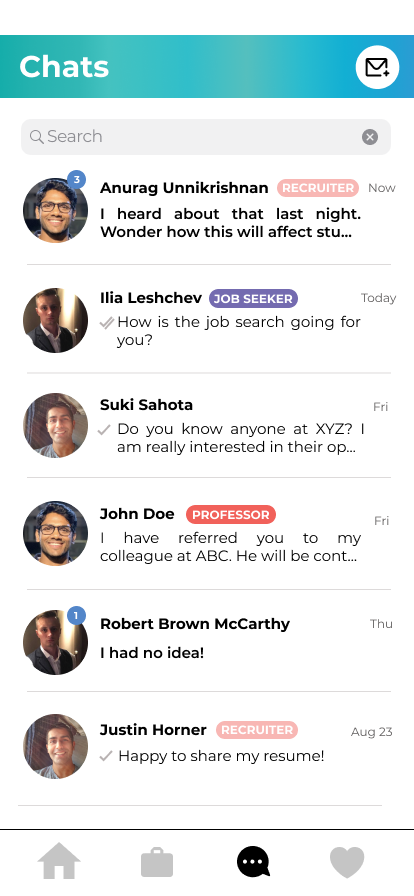 Chats
Search
3
Anurag Unnikrishnan RECRUITER Now
I heard about that last night.
Wonder how this will affect stu...
Ilia Leshchev JOB SEEKER Today
How is the job search going for
you?
Suki Sahota Fri
Do you know anyone at XYZ? I
am really interested in their op...
John Doe PROFESSOR Fri
I have referred you to my
colleague at ABC. He will be cont...
1
Robert Brown McCarthy Thu
I had no idea!
Justin Horner RECRUITER Aug 23
Happy to share my resume!